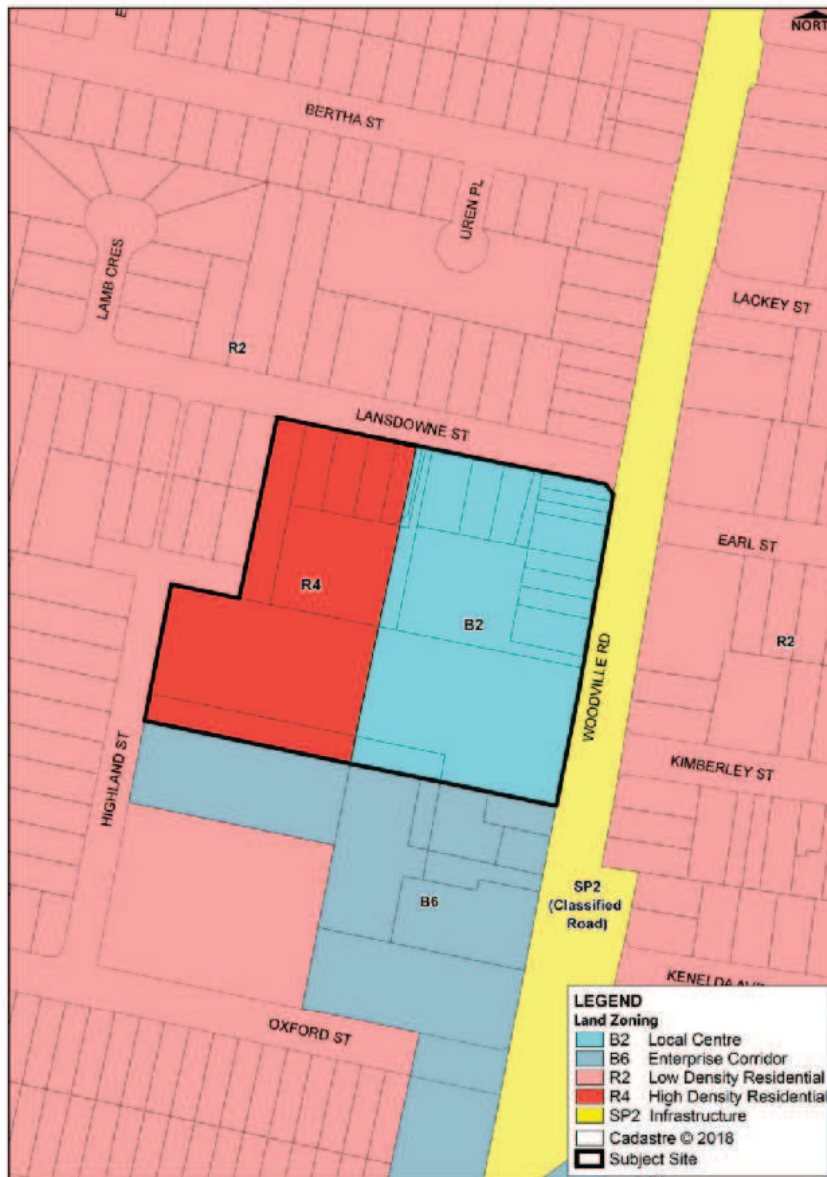 NORT
BERTHA ST
UREN PL
LAMB CRES
LACKEY ST
R2
LANSDOWNE ST
EARL ST
R4
B2
R2
WOODVILLE RD
KIMBERLEY ST
HIGHLAND ST
SP2
(Classified
Road)
B6
KENELDA AVE
OXFORD ST
LEGEND
Land Zoning
B2 Local Centre
B6 Enterprise Corridor
R2 Low Density Residential
R4 High Density Residential
SP2 Infrastructure
Cadastre © 2018
Subject Site